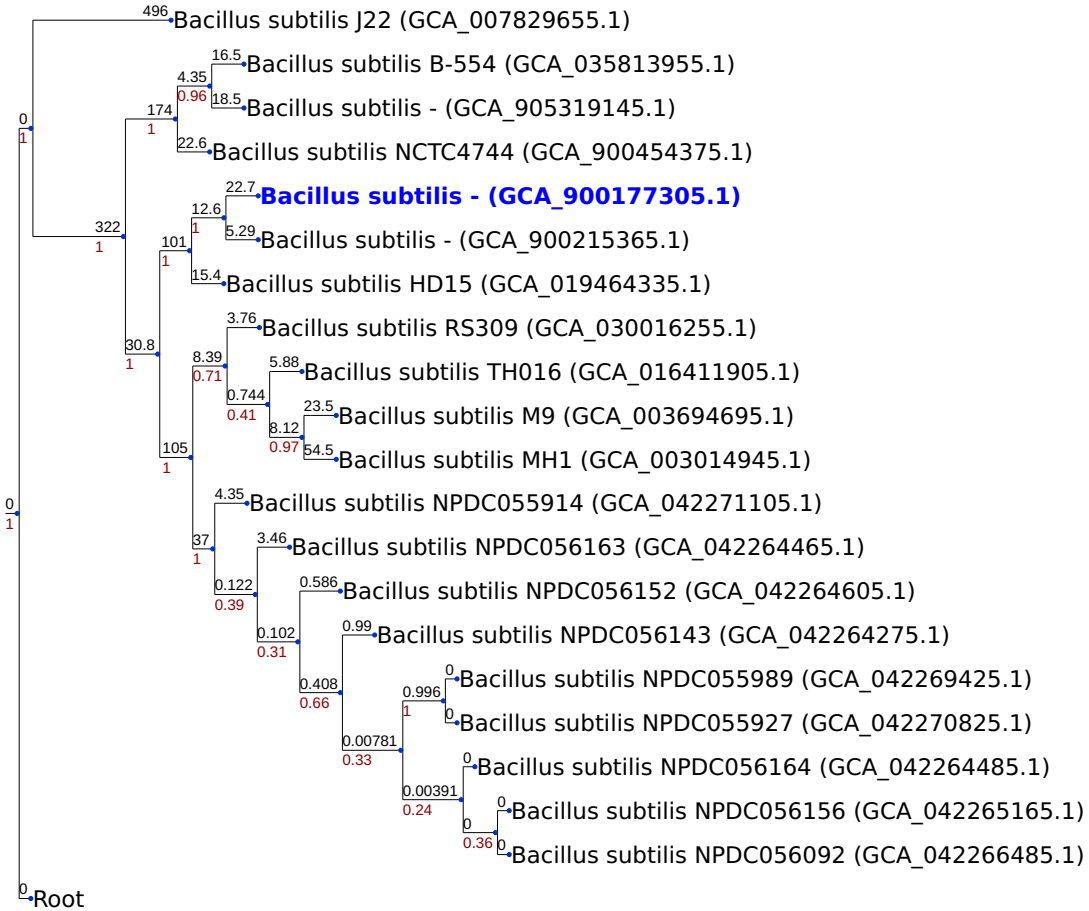 496
Bacillus subtilis J22 (GCA_007829655.1)
16.5
Bacillus subtilis B-554 (GCA_035813955.1)
4.35
0.96
18.5
Bacillus subtilis - (GCA_905319145.1)
174
1
0
1
22.6
Bacillus subtilis NCTC4744 (GCA_900454375.1)
22.7
Bacillus subtilis - (GCA_900177305.1)
12.6
1
322
1
5.29
Bacillus subtilis - (GCA_900215365.1)
101
1
15.4
Bacillus subtilis HD15 (GCA_019464335.1)
3.76
Bacillus subtilis RS309 (GCA_030016255.1)
30.8
1
8.39
0.71
5.88
Bacillus subtilis TH016 (GCA_016411905.1)
0.744
0.41
23.5
Bacillus subtilis M9 (GCA_003694695.1)
8.12
0.97
54.5
Bacillus subtilis MH1 (GCA_003014945.1)
105
1
4.35
Bacillus subtilis NPDC055914 (GCA_042271105.1)
0
1
37
1
3.46
Bacillus subtilis NPDC056163 (GCA_042264465.1)
0.122
0.39
0.586
Bacillus subtilis NPDC056152 (GCA_042264605.1)
0.102
0.31
0.99
Bacillus subtilis NPDC056143 (GCA_042264275.1)
0.408
0.66
0
Bacillus subtilis NPDC055989 (GCA_042269425.1)
0.996
1
0
Bacillus subtilis NPDC055927 (GCA_042270825.1)
0.00781
0.33
0
Bacillus subtilis NPDC056164 (GCA_042264485.1)
0.00391
0.24
0
Bacillus subtilis NPDC056156 (GCA_042265165.1)
0
0.36
0
Bacillus subtilis NPDC056092 (GCA_042266485.1)
0
Root